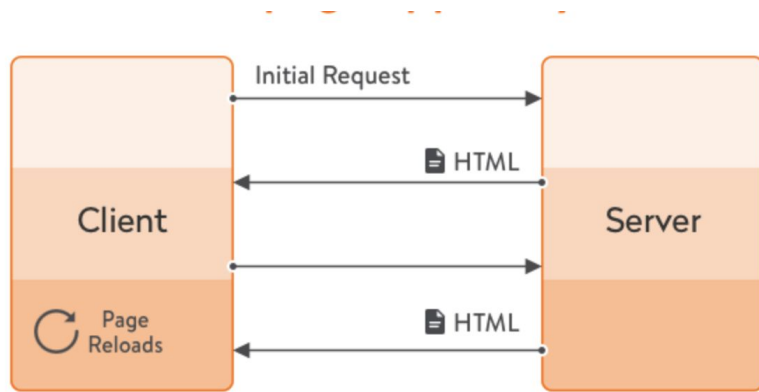 Initial Request
HTML
Client
Server
HTML
Page
Reloads